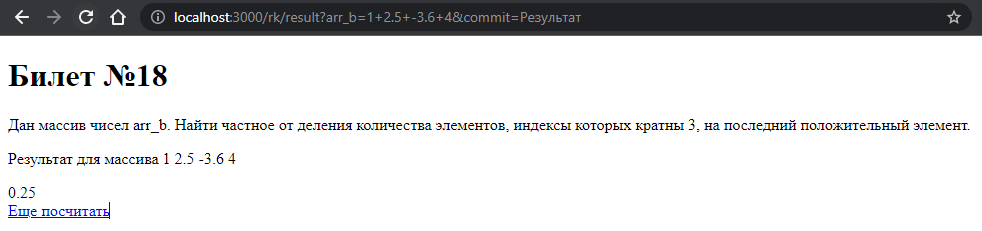 localhost:3000/rk/result?arr_b=1+2.5+-3.6+4&commit=Результат
Билет №18
Дан массив чисел arr_b. Найти частное от деления количества элементов, индексы которых кратны 3, на последний положительный элемент.
Результат для массива 1 2.5 -3.6 4
0.25
Еще посчитать